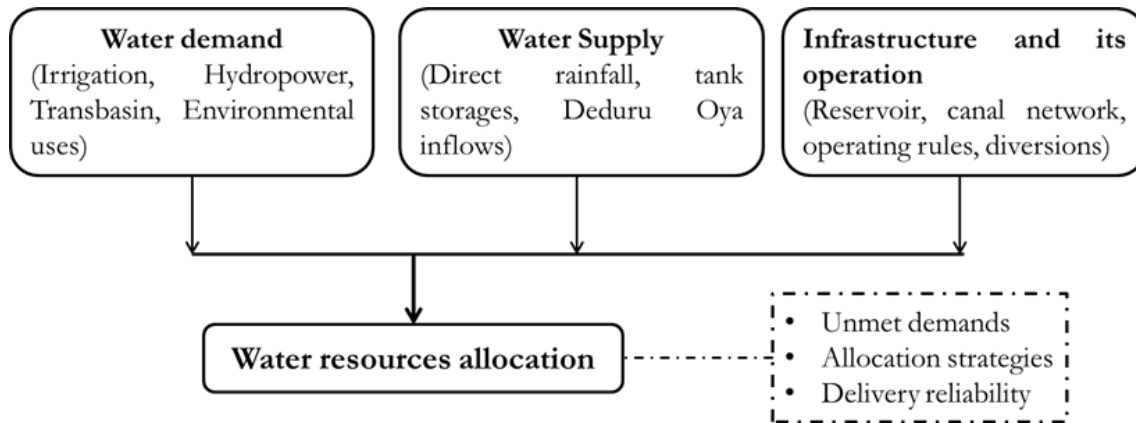 Water demand
(Irrigation, Hydropower,
Transbasin, Environmental
uses)
Water Supply
(Direct rainfall, tank
storages, Deduru Oya
inflows)
Infrastructure and its
operation
(Reservoir, canal network,
operating rules, diversions)
Water resources allocation
• Unmet demands
• Allocation strategies
• Delivery reliability